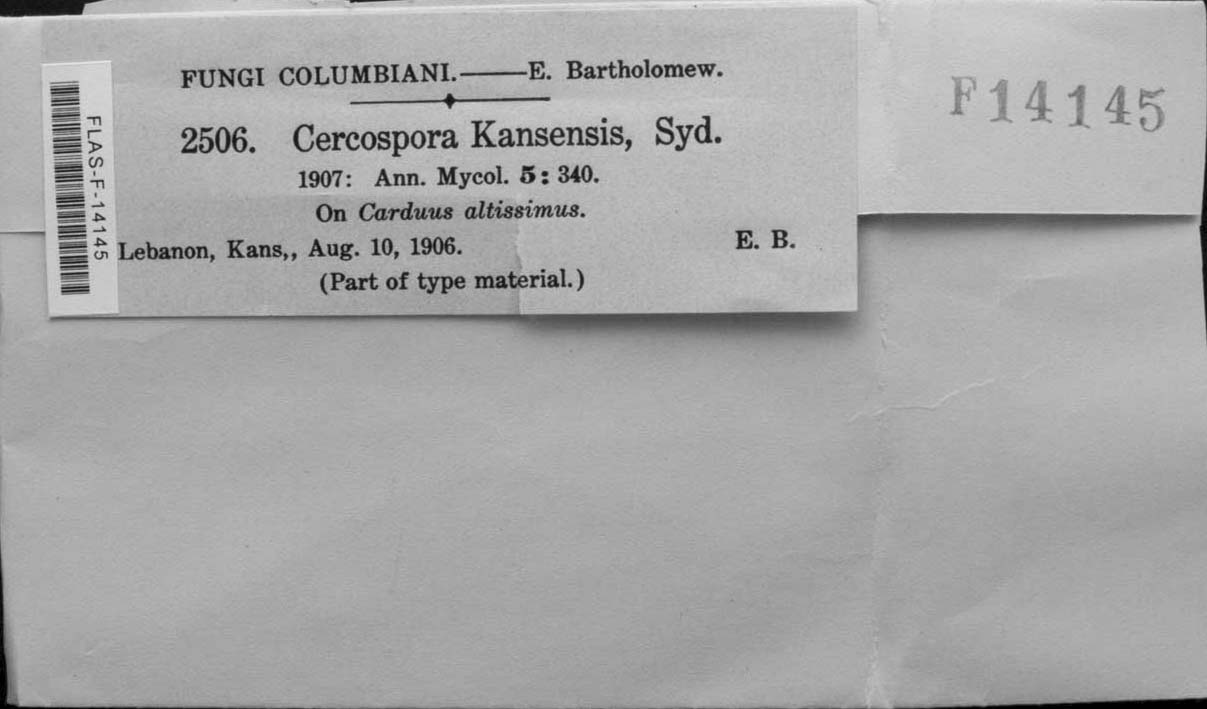 FUNGI COLUMBIANI.——E. Bartholomew.
2506. Cercospora Kansensis, Syd.
1907: Ann. Mycol. 5: 340.
On Carduus altissimus.
Lebanon, Kans,, Aug. 10, 1906. E. B.
(Part of type material.)
FLAS-F-14145
F14145